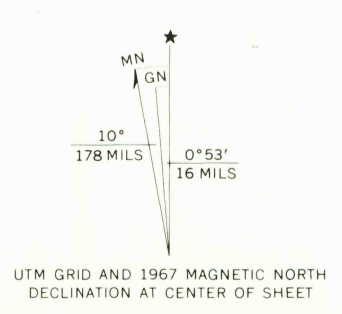 MN
GN
10°
178 MILS
0°53′
16 MILS
UTM GRID AND 1967 MAGNETIC NORTH
DECLINATION AT CENTER OF SHEET